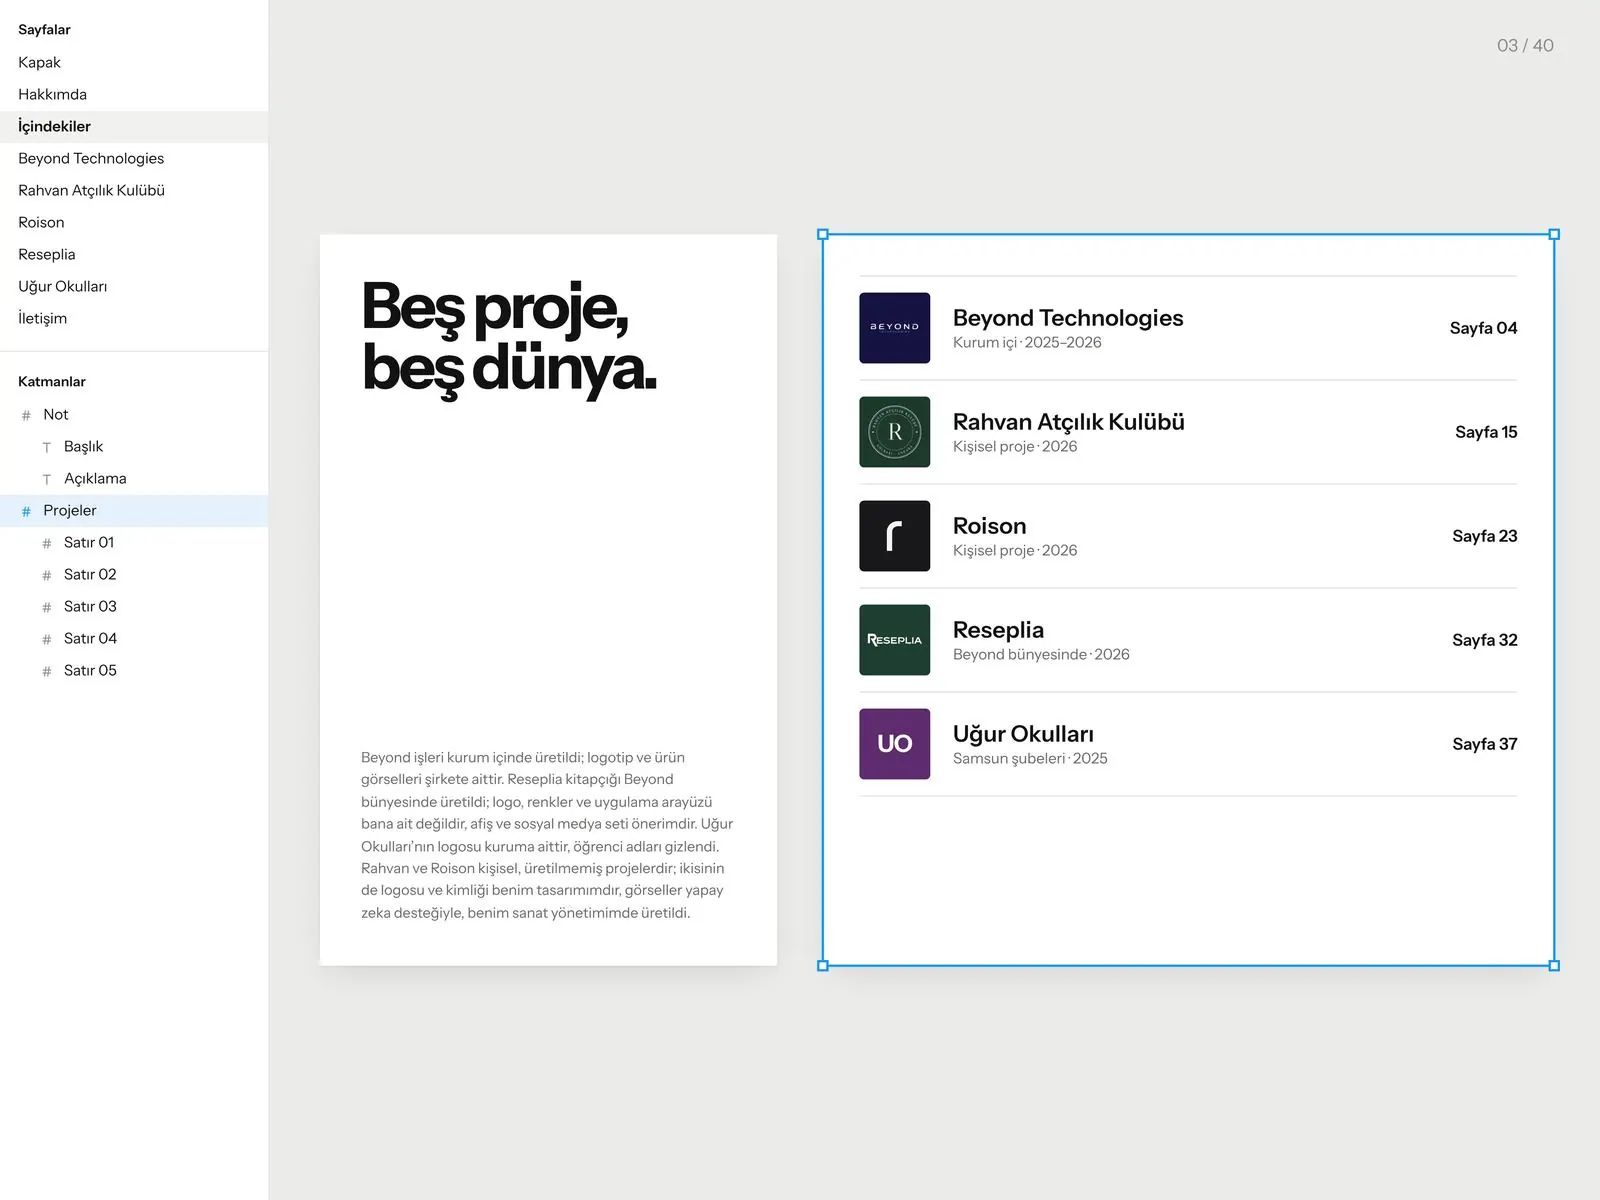 Sayfalar
Kapak
Hakkımda
İçindekiler
Beyond Technologies
Rahvan Atçılık Kulübü
Roison
Reseplia
Uğur Okulları
İletişim
Katmanlar
# Not
T Başlık
T Açıklama
# Projeler
# Satır 01
# Satır 02
# Satır 03
# Satır 04
# Satır 05
03 / 40
Beş proje,
beş dünya.
Beyond işleri kurum içinde üretildi; logotip ve ürün
görselleri şirkete aittir. Reseplia kitapçığı Beyond
bünyesinde üretildi; logo, renkler ve uygulama arayüzü
bana ait değildir, afiş ve sosyal medya seti önerimdir. Uğur
Okulları’nın logosu kuruma aittir, öğrenci adları gizlendi.
Rahvan ve Roison kişisel, üretilmemiş projelerdir; ikisinin
de logosu ve kimliği benim tasarımımdır, görseller yapay
zeka desteğiyle, benim sanat yönetimimde üretildi.
BEYOND
Beyond Technologies
Kurum içi · 2025–2026
Sayfa 04
R
Rahvan Atçılık Kulübü
Kişisel proje · 2026
Sayfa 15
r
Roison
Kişisel proje · 2026
Sayfa 23
RESEPLIA
Reseplia
Beyond bünyesinde · 2026
Sayfa 32
UO
Uğur Okulları
Samsun şubeleri · 2025
Sayfa 37